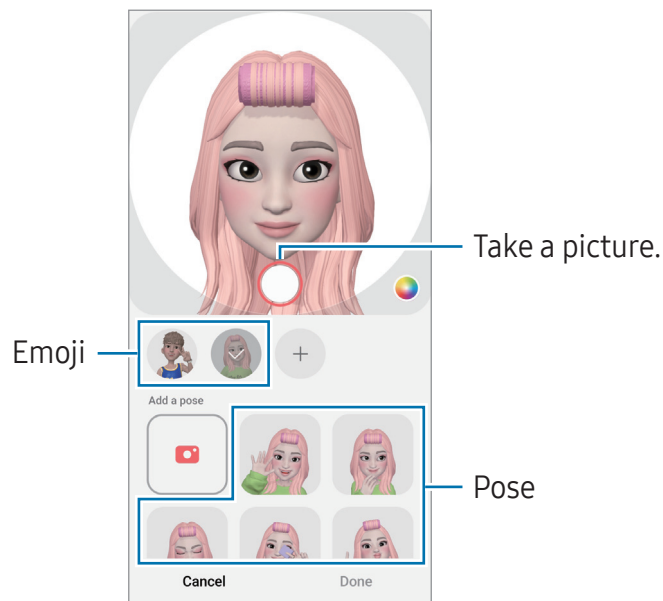 Take a picture.
Emoji
Add a pose
Pose
Cancel
Done